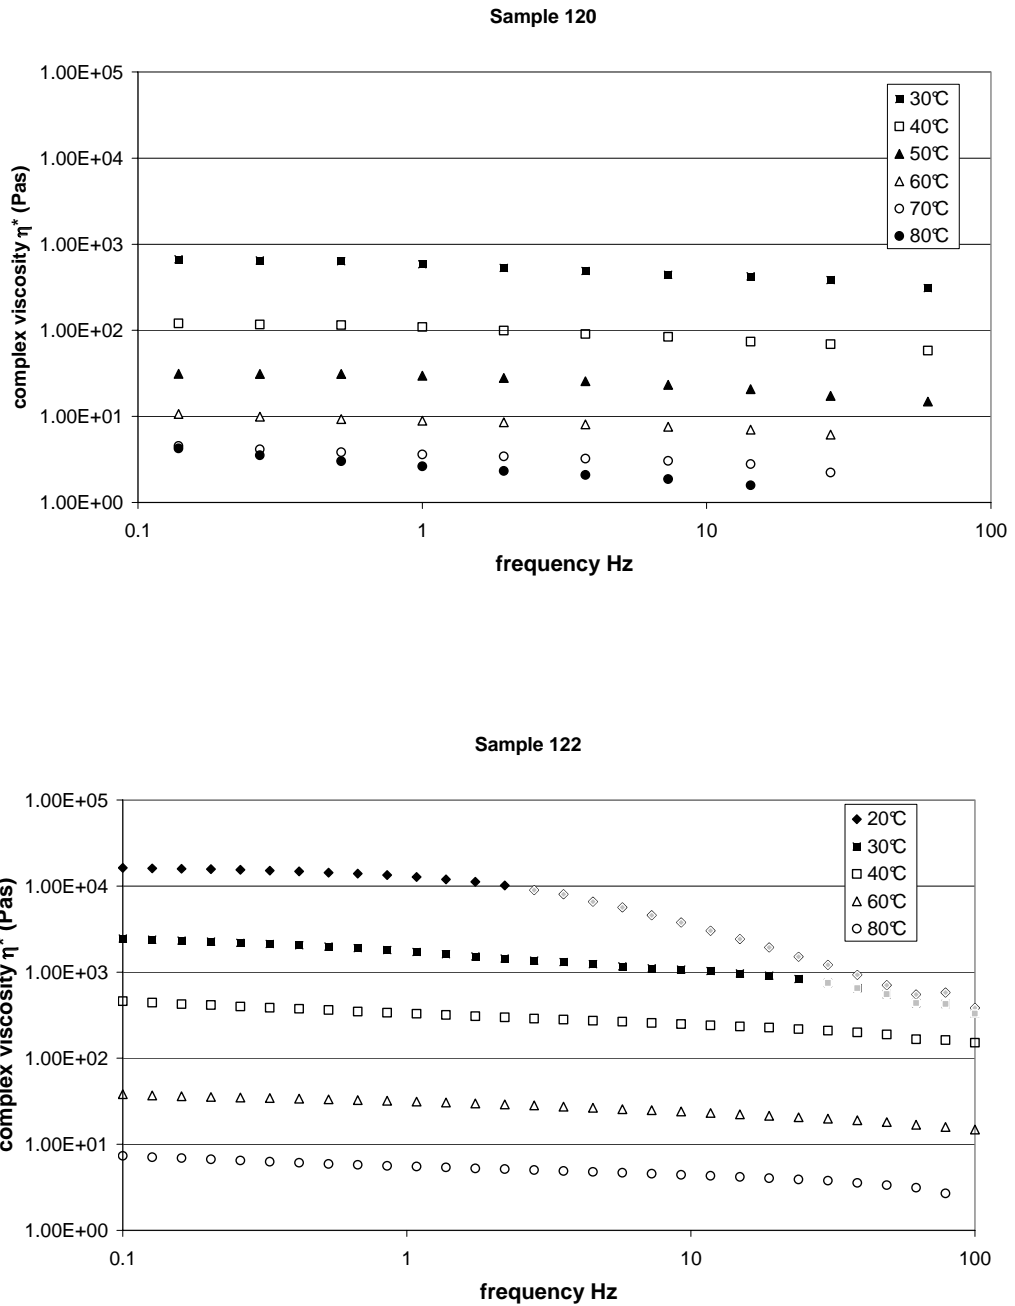 Sample 120
1.00E+05
1.00E+04
1.00E+03
1.00E+02
1.00E+01
1.00E+00
complex viscosity η* (Pas)
0.1 1 10 100
frequency Hz
30°C
40°C
50°C
60°C
70°C
80°C
Sample 122
1.00E+05
1.00E+04
1.00E+03
1.00E+02
1.00E+01
1.00E+00
complex viscosity η* (Pas)
0.1 1 10 100
frequency Hz
20°C
30°C
40°C
60°C
80°C